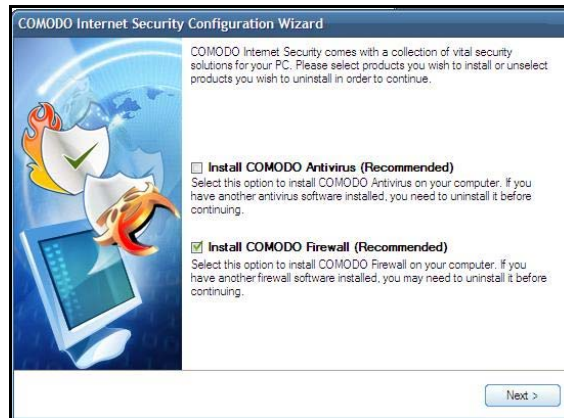 COMODO Internet Security Configuration Wizard
COMODO Internet Security comes with a collection of vital security
solutions for your PC. Please select products you wish to install or unselect
products you wish to uninstall in order to continue.
Install COMODO Antivirus (Recommended)
Select this option to install COMODO Antivirus on your computer. If you
have another antivirus software installed, you need to uninstall it before
continuing.
Install COMODO Firewall (Recommended)
Select this option to install COMODO Firewall on your computer. If you
have another firewall software installed, you may need to uninstall it before
continuing.
Next >